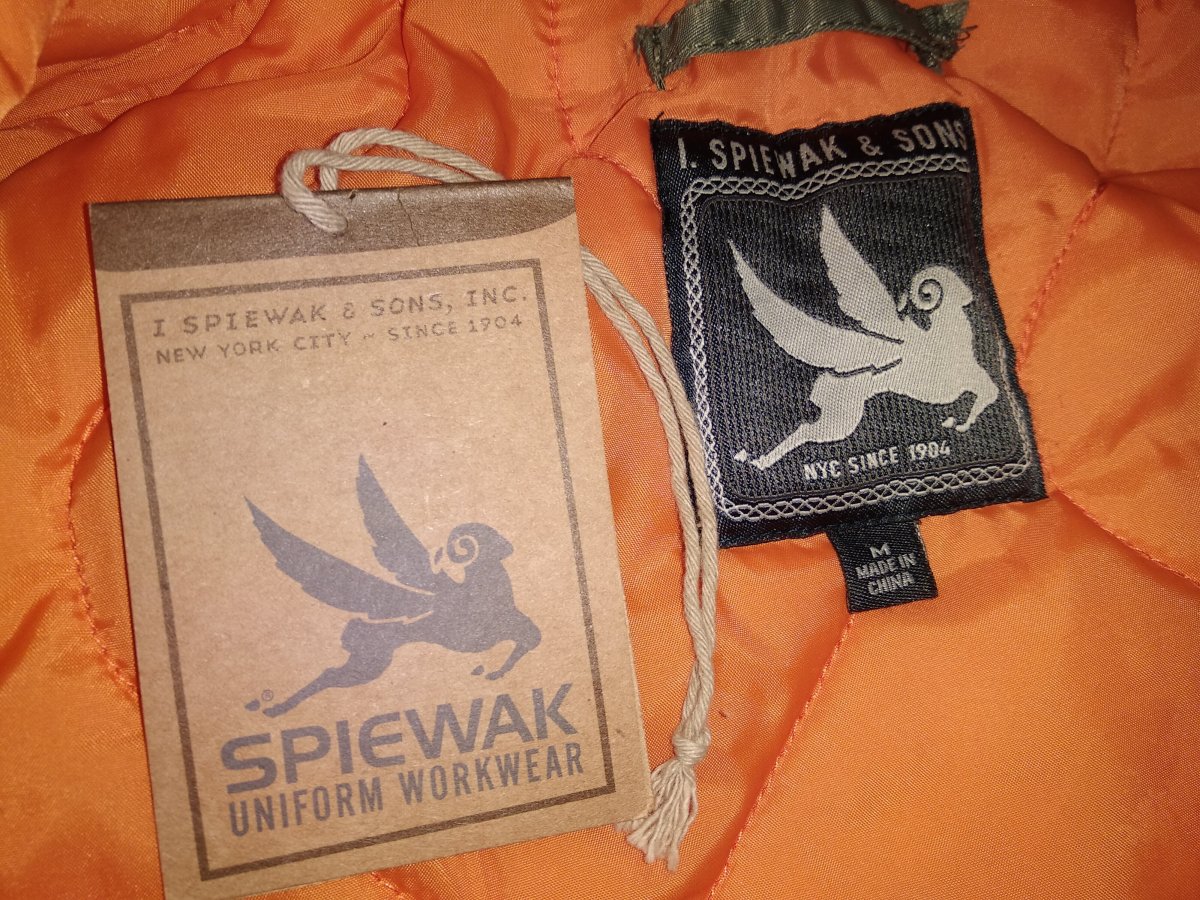 I SPIEWAK & SONS, INC.
NEW YORK CITY ~ SINCE 1904
®
SPIEWAK
UNIFORM WORKWEAR
I. SPIEWAK & SONS
NYC SINCE 1904
M
MADE IN
CHINA